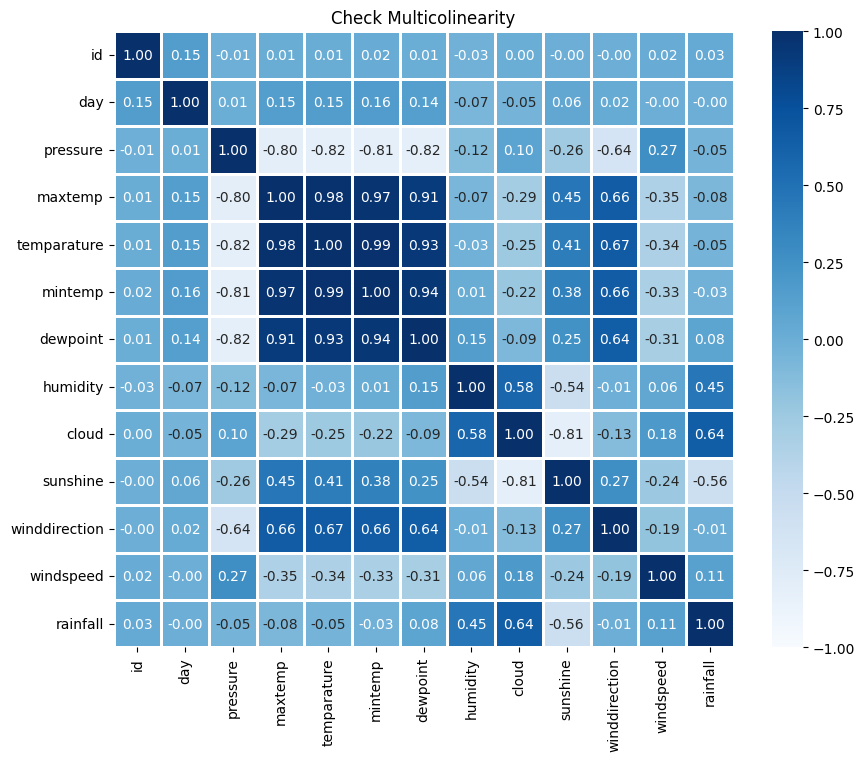 Check Multicolinearity
id 1.00 0.15 -0.01 0.01 0.01 0.02 0.01 -0.03 0.00 -0.00 -0.00 0.02 0.03
day 0.15 1.00 0.01 0.15 0.15 0.16 0.14 -0.07 -0.05 0.06 0.02 -0.00 -0.00
pressure -0.01 0.01 1.00 -0.80 -0.82 -0.81 -0.82 -0.12 0.10 -0.26 -0.64 0.27 -0.05
maxtemp 0.01 0.15 -0.80 1.00 0.98 0.97 0.91 -0.07 -0.29 0.45 0.66 -0.35 -0.08
temparature 0.01 0.15 -0.82 0.98 1.00 0.99 0.93 -0.03 -0.25 0.41 0.67 -0.34 -0.05
mintemp 0.02 0.16 -0.81 0.97 0.99 1.00 0.94 0.01 -0.22 0.38 0.66 -0.33 -0.03
dewpoint 0.01 0.14 -0.82 0.91 0.93 0.94 1.00 0.15 -0.09 0.25 0.64 -0.31 0.08
humidity -0.03 -0.07 -0.12 -0.07 -0.03 0.01 0.15 1.00 0.58 -0.54 -0.01 0.06 0.45
cloud 0.00 -0.05 0.10 -0.29 -0.25 -0.22 -0.09 0.58 1.00 -0.81 -0.13 0.18 0.64
sunshine -0.00 0.06 -0.26 0.45 0.41 0.38 0.25 -0.54 -0.81 1.00 0.27 -0.24 -0.56
winddirection -0.00 0.02 -0.64 0.66 0.67 0.66 0.64 -0.01 -0.13 0.27 1.00 -0.19 -0.01
windspeed 0.02 -0.00 0.27 -0.35 -0.34 -0.33 -0.31 0.06 0.18 -0.24 -0.19 1.00 0.11
rainfall 0.03 -0.00 -0.05 -0.08 -0.05 -0.03 0.08 0.45 0.64 -0.56 -0.01 0.11 1.00
id day pressure maxtemp temparature mintemp dewpoint humidity cloud sunshine winddirection windspeed rainfall
1.00
0.75
0.50
0.25
0.00
−0.25
−0.50
−0.75
−1.00